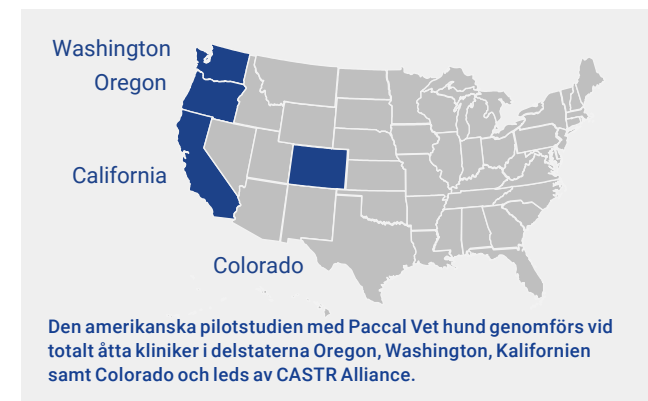 Washington
Oregon
California
Colorado
Den amerikanska pilotstudien med Paccal Vet hund genomförs vid
totalt åtta kliniker i delstaterna Oregon, Washington, Kalifornien
samt Colorado och leds av CASTR Alliance.